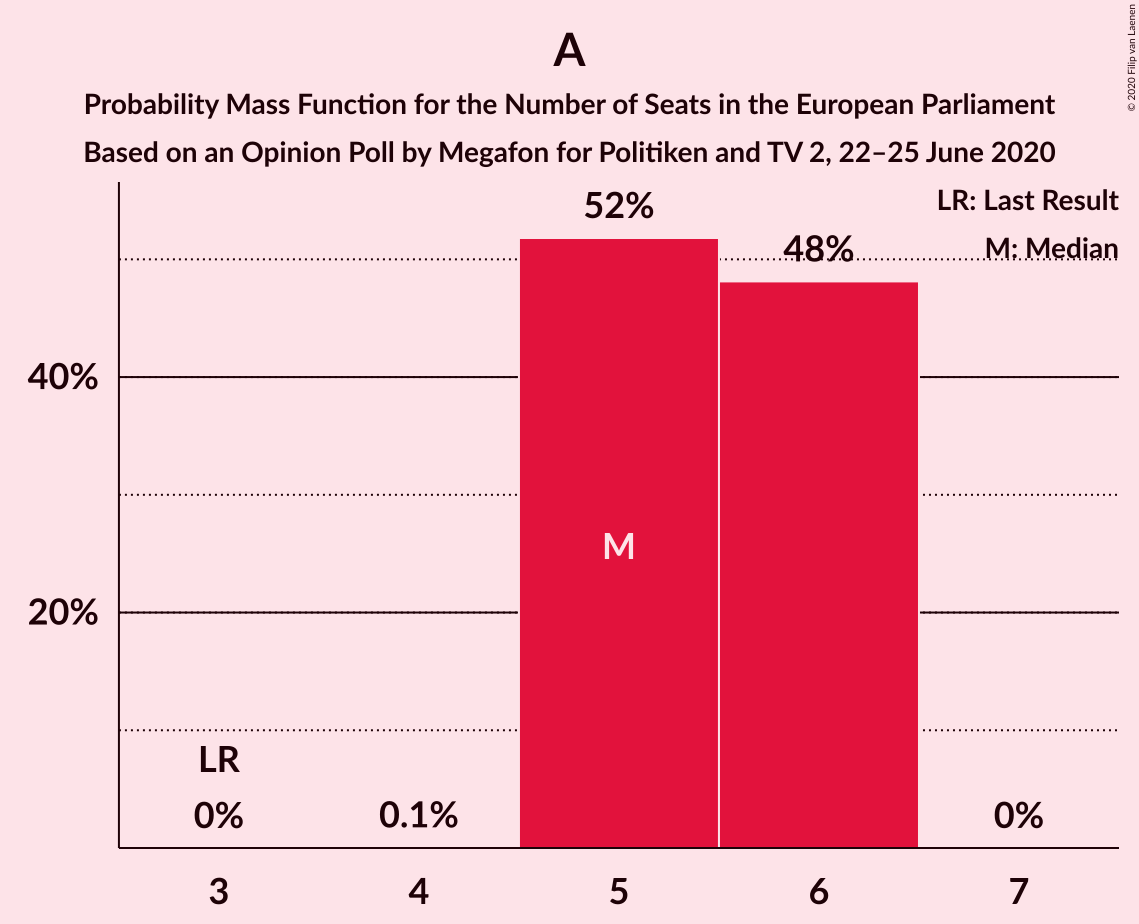 A
Probability Mass Function for the Number of Seats in the European Parliament
Based on an Opinion Poll by Megafon for Politiken and TV 2, 22–25 June 2020
© 2020 Filip van Laenen
LR: Last Result
M: Median
52%
48%
40%
20%
M
LR
0%
0.1%
0%
3
4
5
6
7